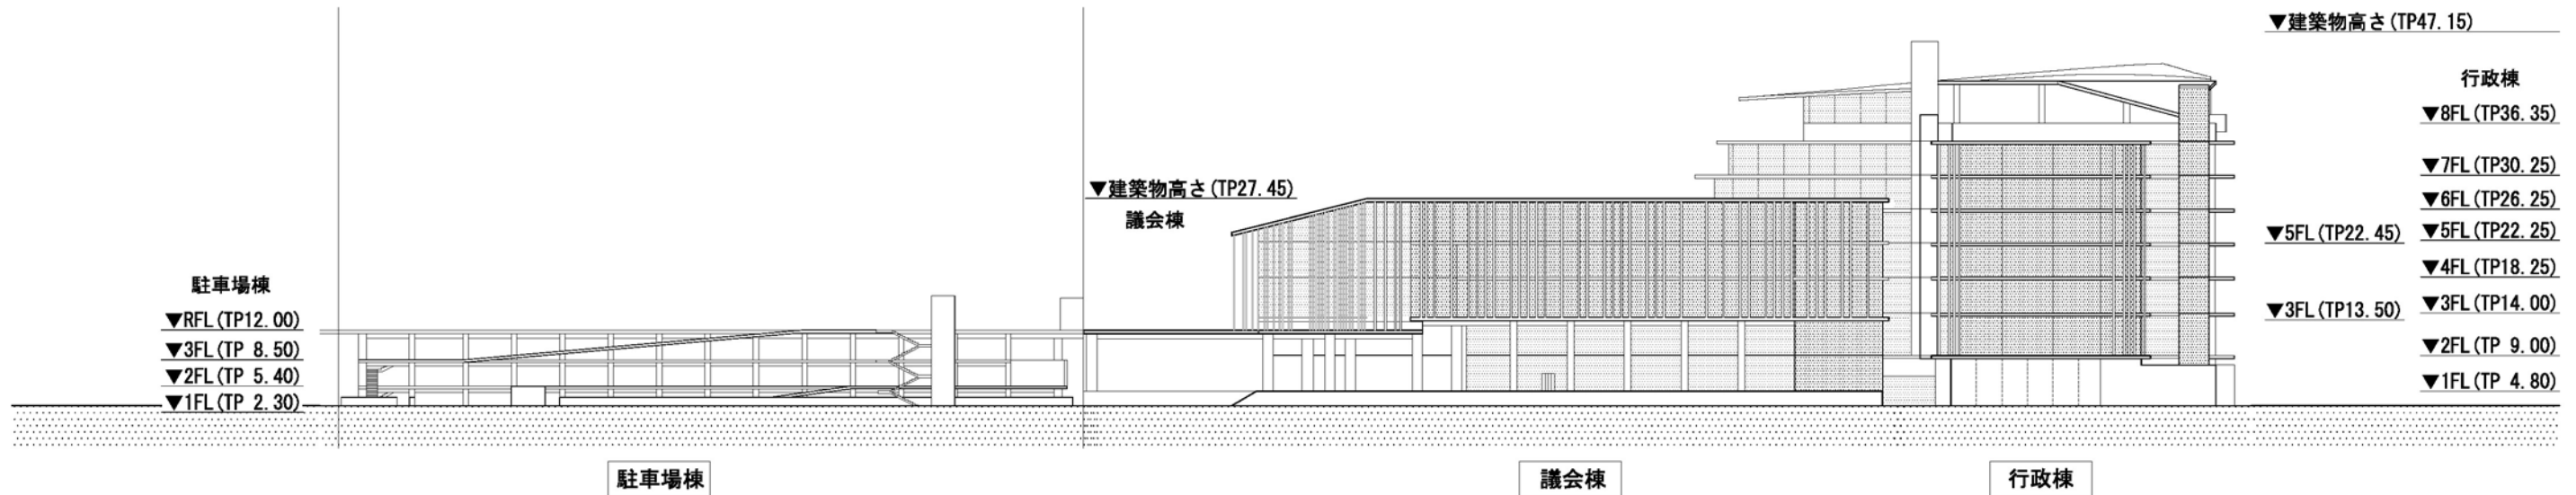 ▼建築物高さ(TP47.15)
行政棟
▼8FL(TP36.35)
▼7FL(TP30.25)
▼建築物高さ(TP27.45)
▼6FL(TP26.25)
議会棟
▼5FL(TP22.45)
▼5FL(TP22.25)
▼4FL(TP18.25)
駐車場棟
▼3FL(TP13.50)
▼3FL(TP14.00)
▼RFL(TP12.00)
▼3FL(TP 8.50)
▼2FL(TP 9.00)
▼2FL(TP 5.40)
▼1FL(TP 4.80)
▼1FL(TP 2.30)
駐車場棟
議会棟
行政棟